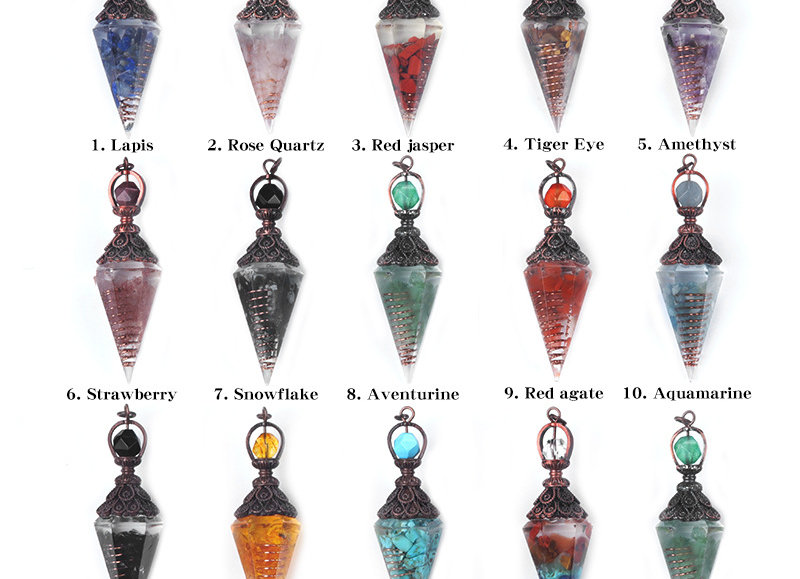 1. Lapis 2. Rose Quartz 3. Red jasper 4. Tiger Eye 5. Amethyst
6. Strawberry 7. Snowflake 8. Aventurine 9. Red agate 10. Aquamarine